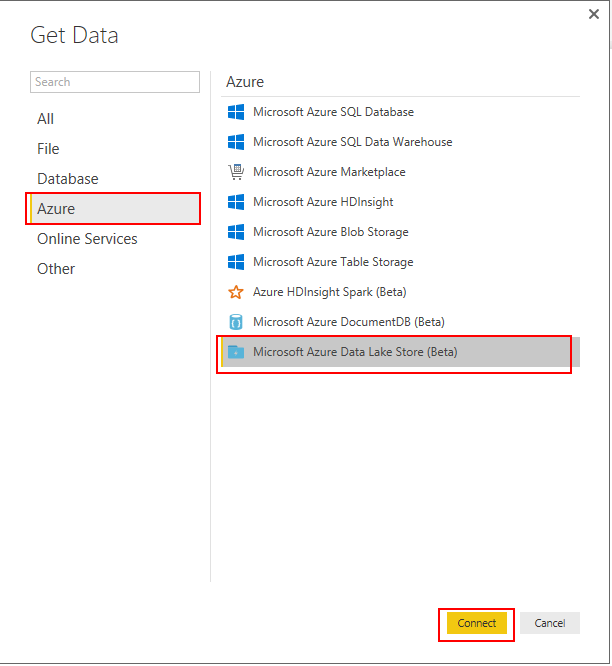 Get Data
Search
All
File
Database
Azure
Online Services
Other
Azure
Microsoft Azure SQL Database
Microsoft Azure SQL Data Warehouse
Microsoft Azure Marketplace
Microsoft Azure HDInsight
Microsoft Azure Blob Storage
Microsoft Azure Table Storage
Azure HDInsight Spark (Beta)
Microsoft Azure DocumentDB (Beta)
Microsoft Azure Data Lake Store (Beta)
Connect
Cancel